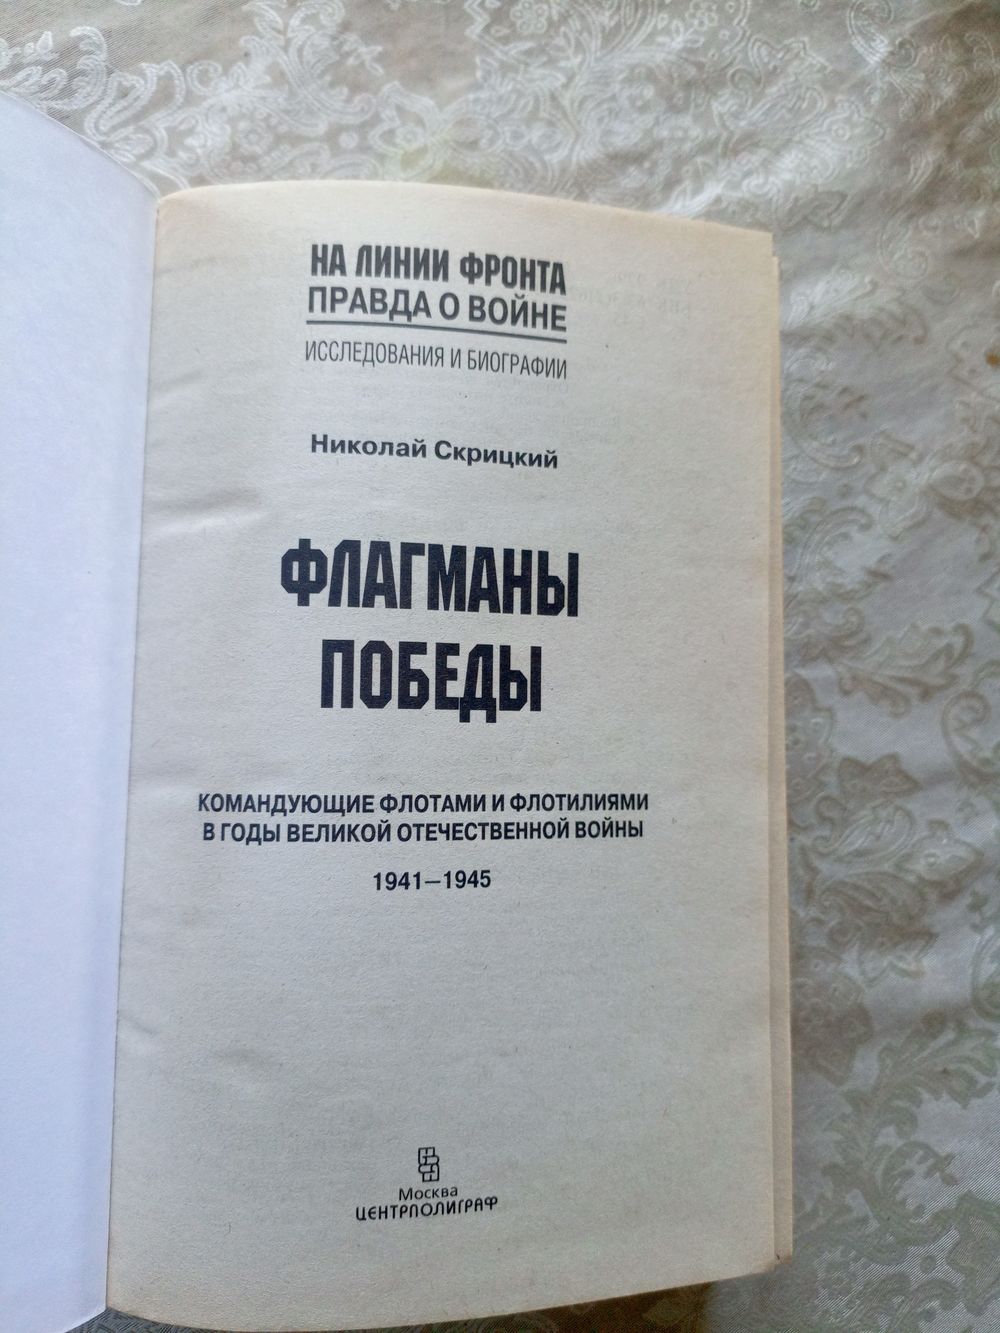 НА ЛИНИИ ФРОНТА
ПРАВДА О ВОЙНЕ
ИССЛЕДОВАНИЯ И БИОГРАФИИ
Николай Скрицкий
ФЛАГМАНЫ
ПОБЕДЫ
КОМАНДУЮЩИЕ ФЛОТАМИ И ФЛОТИЛИЯМИ
В ГОДЫ ВЕЛИКОЙ ОТЕЧЕСТВЕННОЙ ВОЙНЫ
1941—1945
Москва
ЦЕНТРПОЛИГРАФ